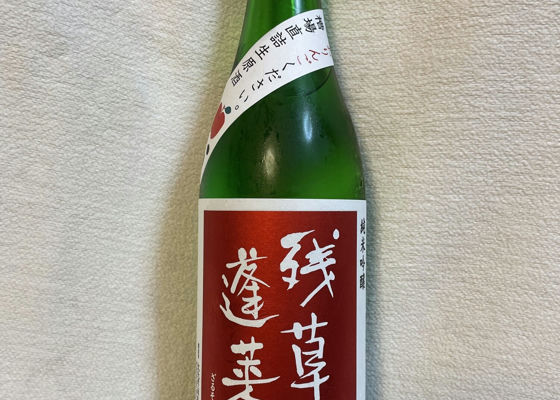 槽場直詰生原酒
りんごください。
純米吟醸
残草
蓬莱